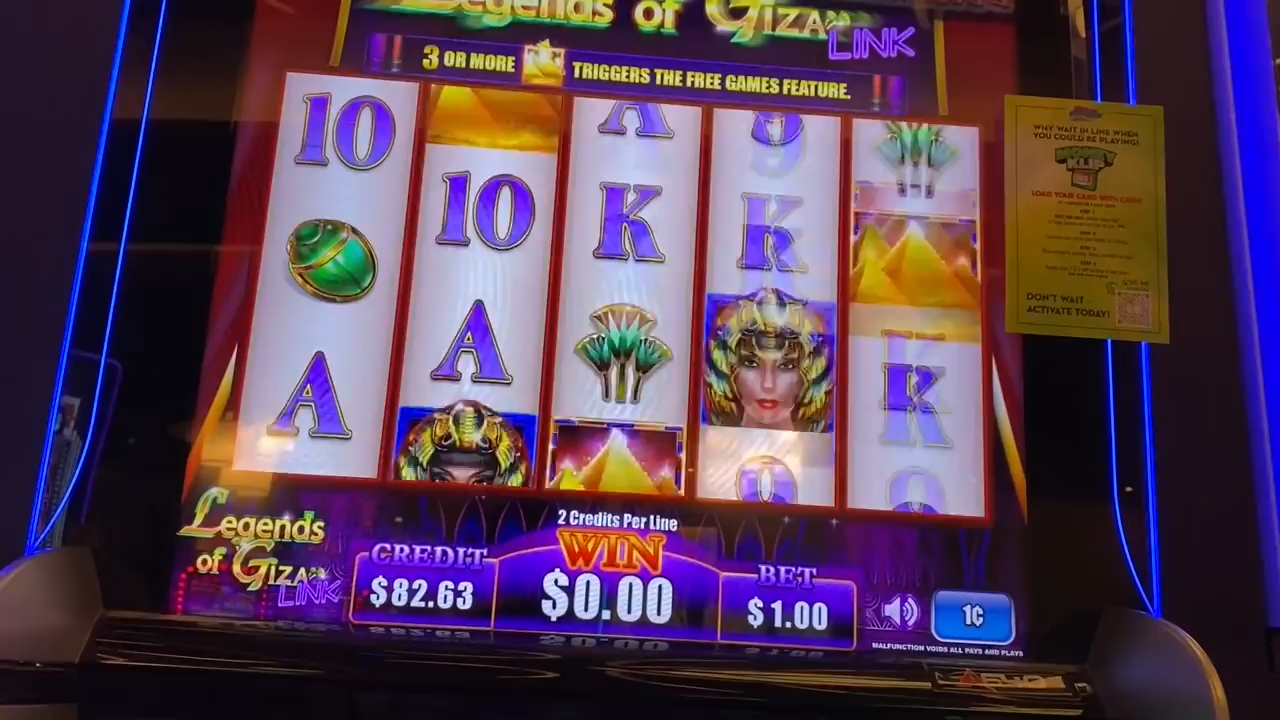 Legends of Giza
LINK
3 OR MORE TRIGGERS THE FREE GAMES FEATURE.
10
A
10
A
A
K
K
K
WHY WAIT IN LINE WHEN
YOU COULD BE PLAYING!
MONEY
KLIP
LOAD YOUR CARD WITH CASH
DON'T WAIT
ACTIVATE TODAY!
2 Credits Per Line
Legends
of Giza
LINK
CREDIT
$82.63
WIN
$0.00
BET
$1.00
1¢
MALFUNCTION VOIDS ALL PAYS AND PLAYS